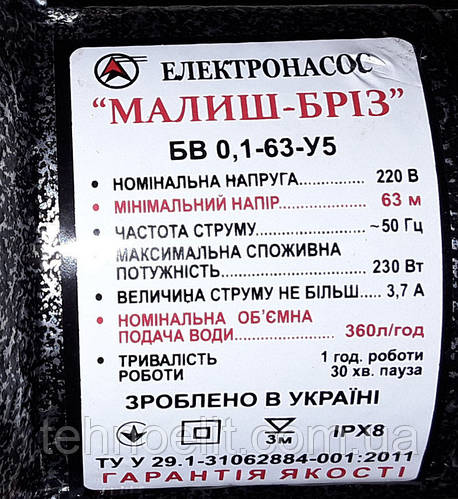 ЕЛЕКТРОНАСОС
"МАЛИШ-БРІЗ"
БВ 0,1-63-У5
• НОМІНАЛЬНА НАПРУГА............... 220 В
• МІНІМАЛЬНИЙ НАПІР................... 63 м
• ЧАСТОТА СТРУМУ....................... ~50 Гц
• МАКСИМАЛЬНА СПОЖИВНА
ПОТУЖНІСТЬ............................. 230 Вт
• ВЕЛИЧИНА СТРУМУ НЕ БІЛЬШ..... 3,7 А
• НОМІНАЛЬНА ОБ'ЄМНА
ПОДАЧА ВОДИ.................... 360л/год
• ТРИВАЛІСТЬ 1 год. роботи
РОБОТИ 30 хв. пауза
ЗРОБЛЕНО В УКРАЇНІ
3м IPX8
tehnoelit.com.ua
ТУ У 29.1-31062884-001:2011
ГАРАНТІЯ ЯКОСТІ